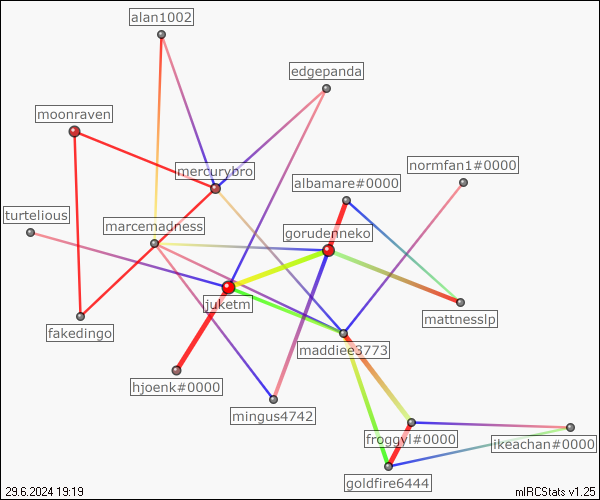 alan1002
edgepanda
moonraven
mercurybro
normfan1#0000
albamare#0000
turtelious
marcemadness
gorudenneko
juketm
mattnesslp
fakedingo
maddiee3773
hjoenk#0000
mingus4742
froggyl#0000
ikeachan#0000
goldfire6444
29.6.2024 19:19
mIRCStats v1.25